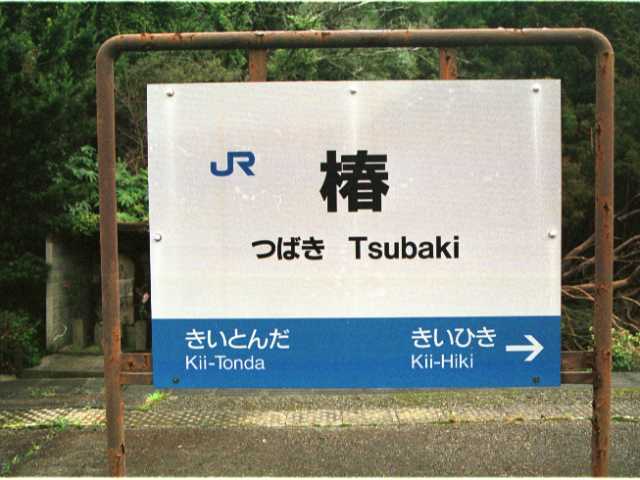 JR 椿
つばき Tsubaki
きいとんだ きいひき →
Kii-Tonda Kii-Hiki